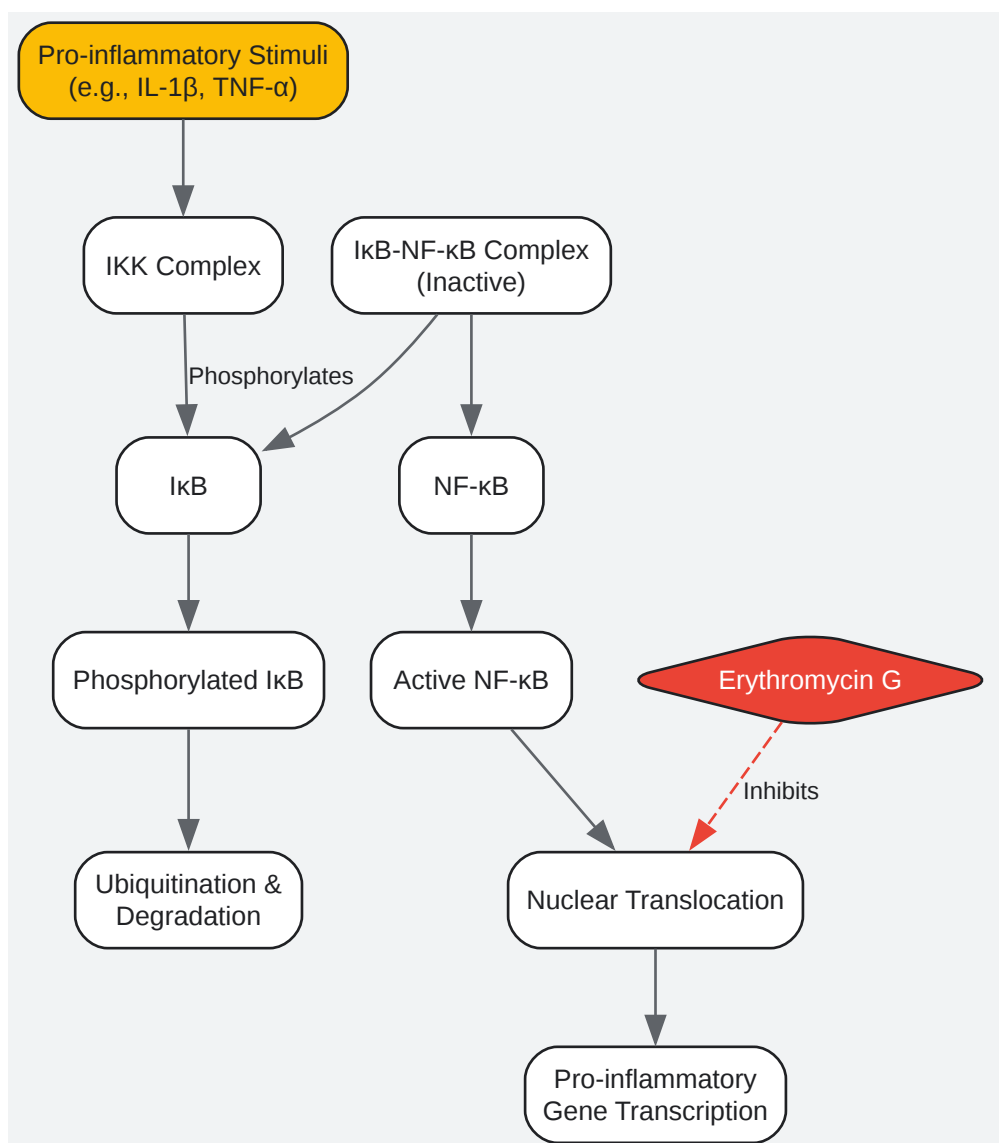 Pro-inflammatory Stimuli
(e.g., IL-1β, TNF-α)
IKK Complex
IκB-NF-κB Complex
(Inactive)
Phosphorylates
IκB
NF-κB
Phosphorylated IκB
Active NF-κB
Erythromycin G
Inhibits
Ubiquitination &
Degradation
Nuclear Translocation
Pro-inflammatory
Gene Transcription